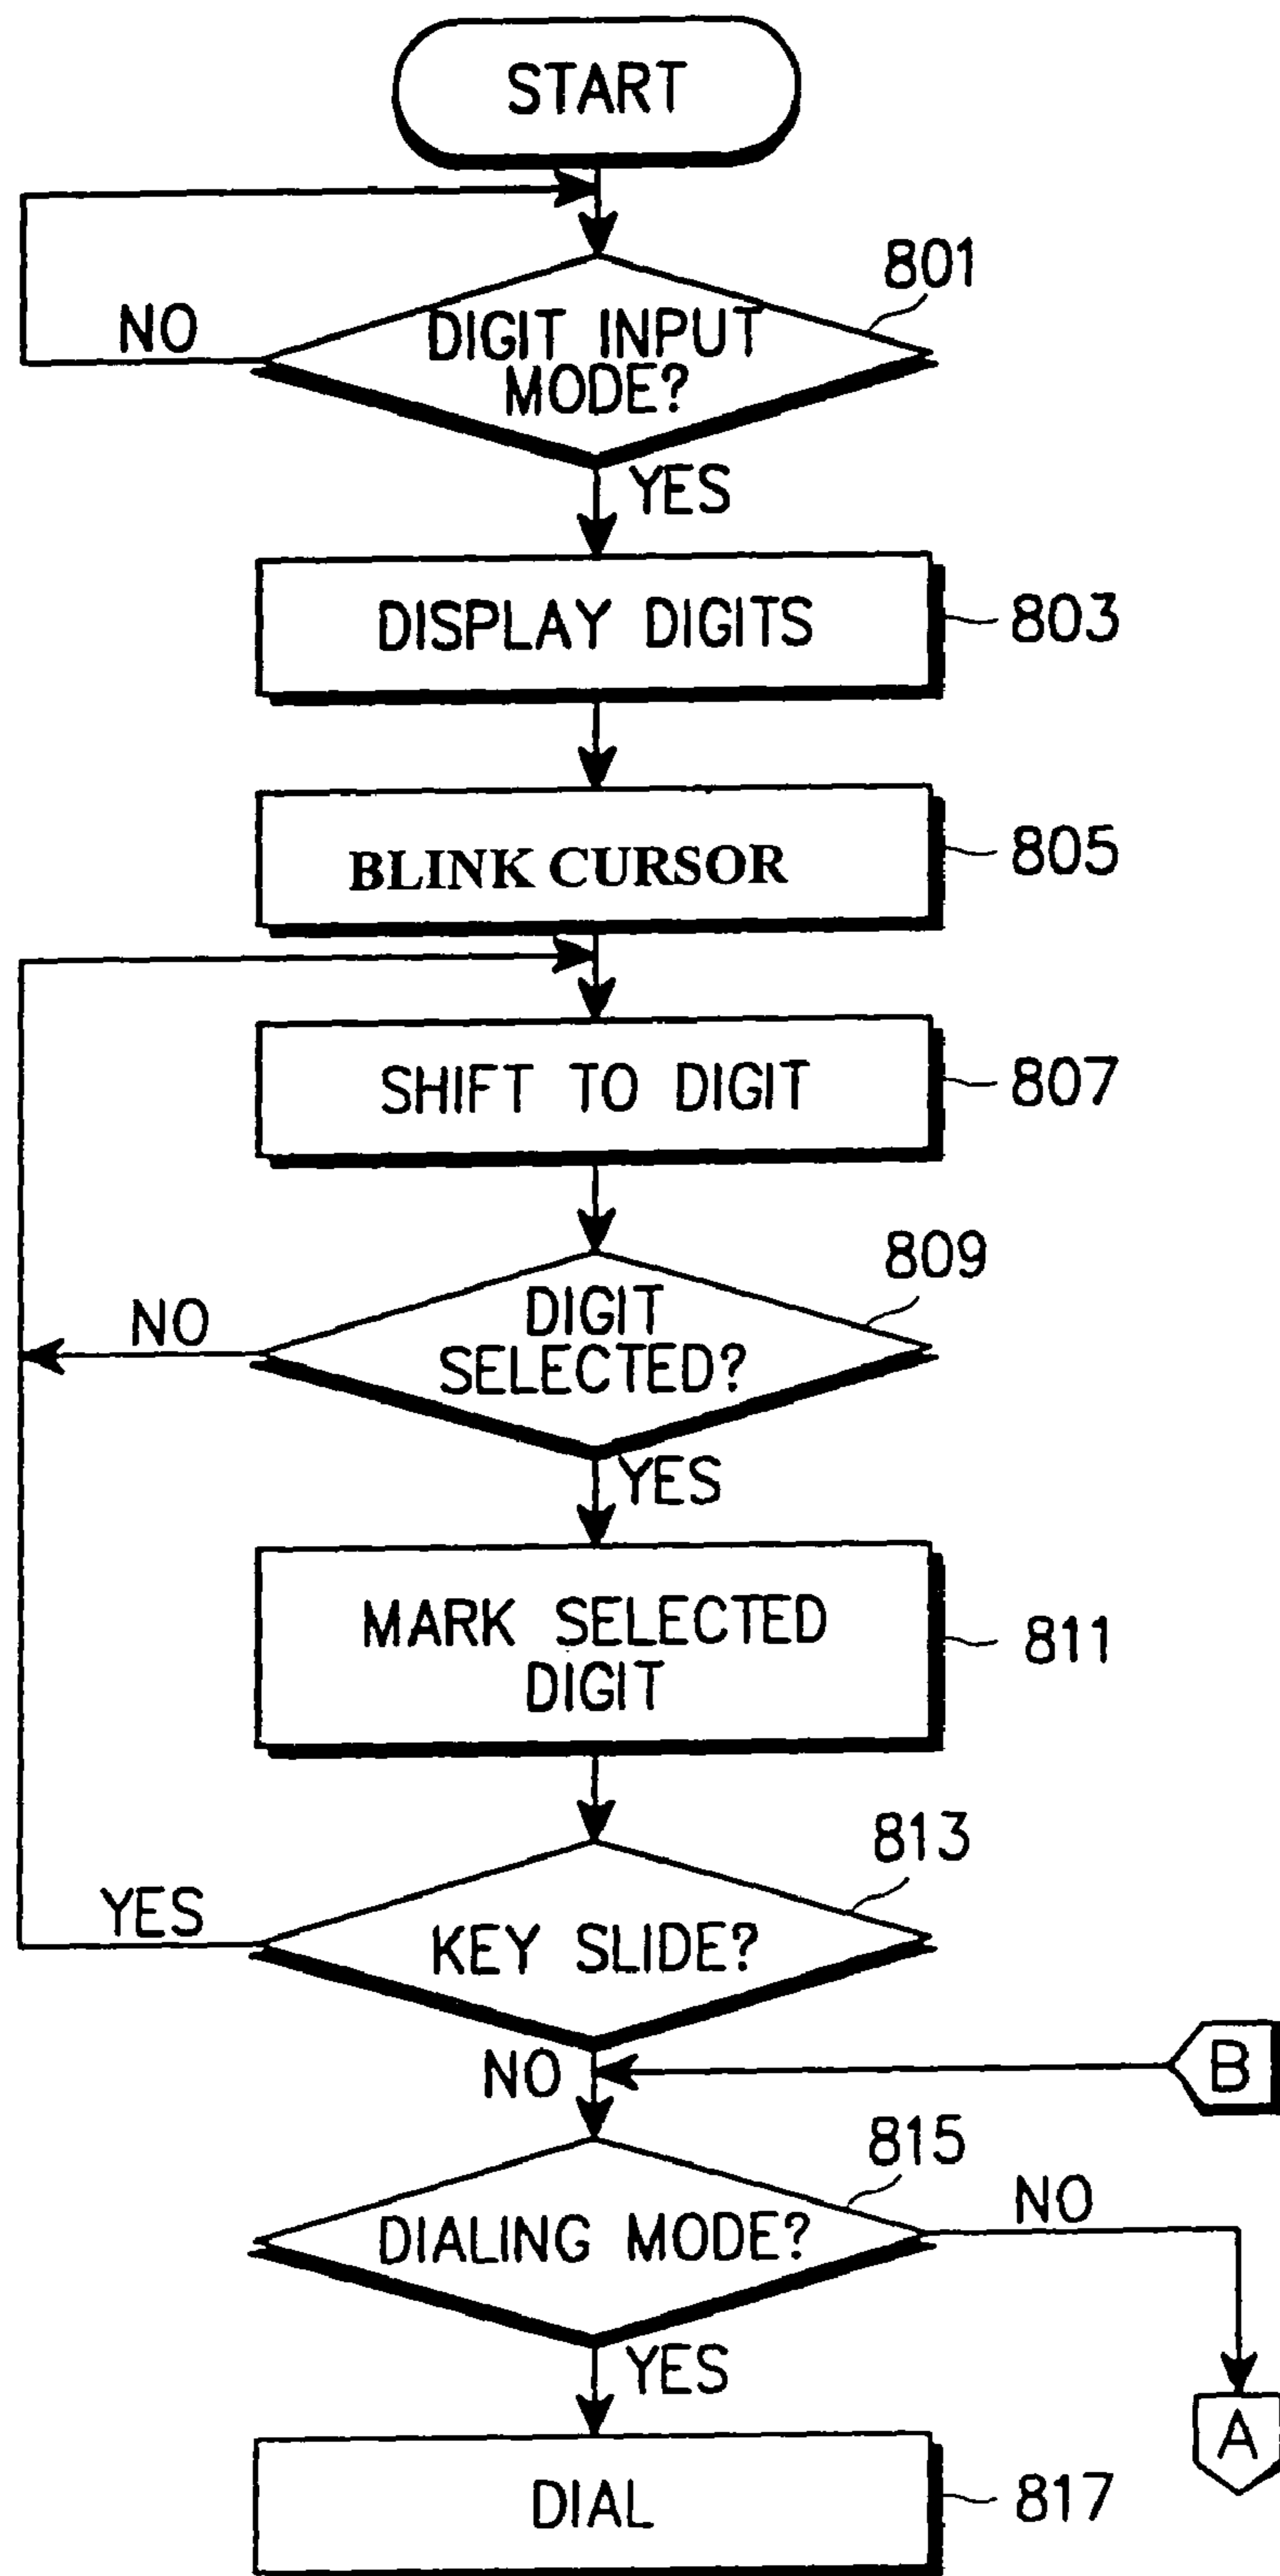 START
801
NO
DIGIT INPUT
MODE?
YES
DISPLAY DIGITS
803
BLINK CURSOR
805
SHIFT TO DIGIT
807
809
NO
DIGIT
SELECTED?
YES
MARK SELECTED
DIGIT
811
813
YES
KEY SLIDE?
NO
B
815
NO
DIALING MODE?
YES
A
DIAL
817